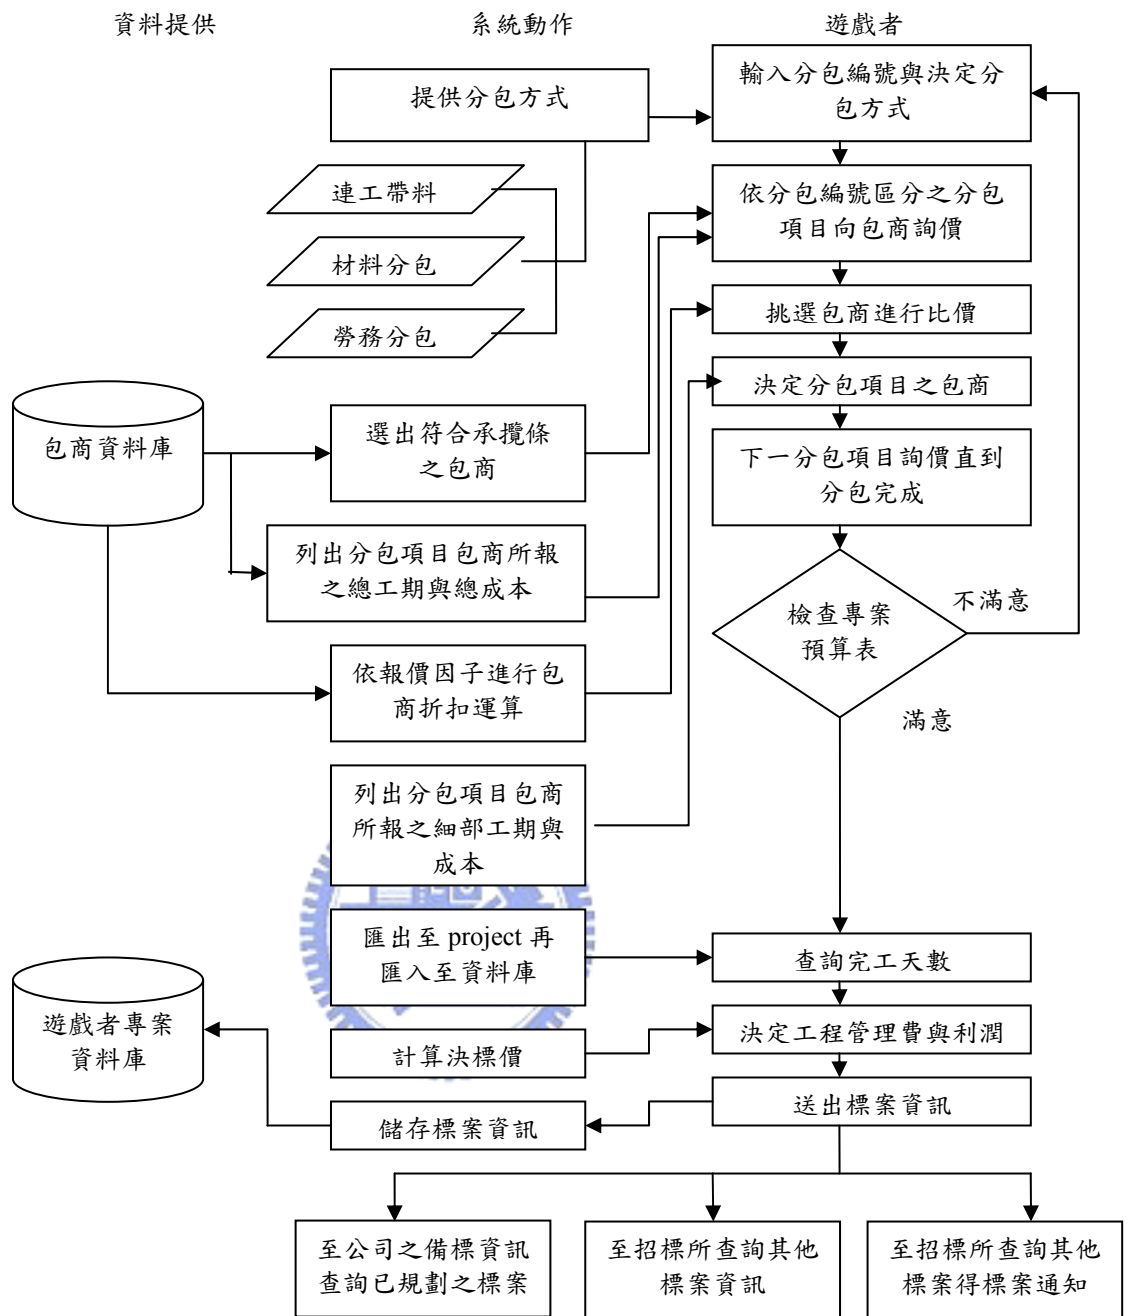 資料提供
系統動作
遊戲者
提供分包方式
輸入分包編號與決定分
包方式
連工帶料
依分包編號區分之分包
項目向包商詢價
材料分包
挑選包商進行比價
勞務分包
決定分包項目之包商
包商資料庫
選出符合承攬條
之包商
下一分包項目詢價直到
分包完成
列出分包項目包商所報
之總工期與總成本
檢查專案
預算表
不滿意
依報價因子進行包
商折扣運算
滿意
列出分包項目包商
所報之細部工期與
成本
匯出至 project 再
匯入至資料庫
查詢完工天數
遊戲者專案
資料庫
計算決標價
決定工程管理費與利潤
儲存標案資訊
送出標案資訊
至公司之備標資訊
查詢已規劃之標案
至招標所查詢其他
標案資訊
至招標所查詢其他
標案得標案通知